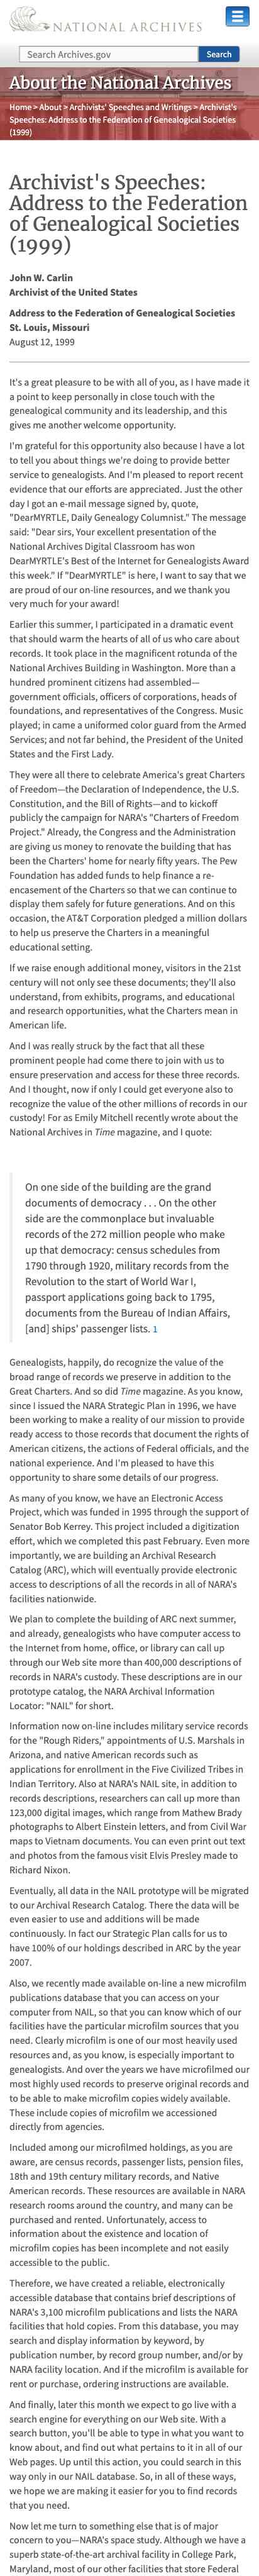 NATIONAL ARCHIVES
Search Archives.gov
Search
About the National Archives
Home > About > Archivists' Speeches and Writings > Archivist's
Speeches: Address to the Federation of Genealogical Societies
(1999)
Archivist's Speeches:
Address to the Federation
of Genealogical Societies
(1999)
John W. Carlin
Archivist of the United States
Address to the Federation of Genealogical Societies
St. Louis, Missouri
August 12, 1999
It's a great pleasure to be with all of you, as I have made it
a point to keep personally in close touch with the
genealogical community and its leadership, and this
gives me another welcome opportunity.
I'm grateful for this opportunity also because I have a lot
to tell you about things we're doing to provide better
service to genealogists. And I'm pleased to report recent
evidence that our efforts are appreciated. Just the other
day I got an e-mail message signed by, quote,
"DearMYRTLE, Daily Genealogy Columnist." The message
said: "Dear sirs, Your excellent presentation of the
National Archives Digital Classroom has won
DearMYRTLE's Best of the Internet for Genealogists Award
this week." If "DearMYRTLE" is here, I want to say that we
are proud of our on-line resources, and we thank you
very much for your award!
Earlier this summer, I participated in a dramatic event
that should warm the hearts of all of us who care about
records. It took place in the magnificent rotunda of the
National Archives Building in Washington. More than a
hundred prominent citizens had assembled—
government officials, officers of corporations, heads of
foundations, and representatives of the Congress. Music
played; in came a uniformed color guard from the Armed
Services; and not far behind, the President of the United
States and the First Lady.
They were all there to celebrate America's great Charters
of Freedom—the Declaration of Independence, the U.S.
Constitution, and the Bill of Rights—and to kickoff
publicly the campaign for NARA's "Charters of Freedom
Project." Already, the Congress and the Administration
are giving us money to renovate the building that has
been the Charters' home for nearly fifty years. The Pew
Foundation has added funds to help finance a re-
encasement of the Charters so that we can continue to
display them safely for future generations. And on this
occasion, the AT&T Corporation pledged a million dollars
to help us preserve the Charters in a meaningful
educational setting.
If we raise enough additional money, visitors in the 21st
century will not only see these documents; they'll also
understand, from exhibits, programs, and educational
and research opportunities, what the Charters mean in
American life.
And I was really struck by the fact that all these
prominent people had come there to join with us to
ensure preservation and access for these three records.
And I thought, now if only I could get everyone also to
recognize the value of the other millions of records in our
custody! For as Emily Mitchell recently wrote about the
National Archives in Time magazine, and I quote:
On one side of the building are the grand
documents of democracy . . . On the other
side are the commonplace but invaluable
records of the 272 million people who make
up that democracy: census schedules from
1790 through 1920, military records from the
Revolution to the start of World War I,
passport applications going back to 1795,
documents from the Bureau of Indian Affairs,
[and] ships' passenger lists. 1
Genealogists, happily, do recognize the value of the
broad range of records we preserve in addition to the
Great Charters. And so did Time magazine. As you know,
since I issued the NARA Strategic Plan in 1996, we have
been working to make a reality of our mission to provide
ready access to those records that document the rights of
American citizens, the actions of Federal officials, and the
national experience. And I'm pleased to have this
opportunity to share some details of our progress.
As many of you know, we have an Electronic Access
Project, which was funded in 1995 through the support of
Senator Bob Kerrey. This project included a digitization
effort, which we completed this past February. Even more
importantly, we are building an Archival Research
Catalog (ARC), which will eventually provide electronic
access to descriptions of all the records in all of NARA's
facilities nationwide.
We plan to complete the building of ARC next summer,
and already, genealogists who have computer access to
the Internet from home, office, or library can call up
through our Web site more than 400,000 descriptions of
records in NARA's custody. These descriptions are in our
prototype catalog, the NARA Archival Information
Locator: "NAIL" for short.
Information now on-line includes military service records
for the "Rough Riders," appointments of U.S. Marshals in
Arizona, and native American records such as
applications for enrollment in the Five Civilized Tribes in
Indian Territory. Also at NARA's NAIL site, in addition to
records descriptions, researchers can call up more than
123,000 digital images, which range from Mathew Brady
photographs to Albert Einstein letters, and from Civil War
maps to Vietnam documents. You can even print out text
and photos from the famous visit Elvis Presley made to
Richard Nixon.
Eventually, all data in the NAIL prototype will be migrated
to our Archival Research Catalog. There the data will be
even easier to use and additions will be made
continuously. In fact our Strategic Plan calls for us to
have 100% of our holdings described in ARC by the year
2007.
Also, we recently made available on-line a new microfilm
publications database that you can access on your
computer from NAIL, so that you can know which of our
facilities have the particular microfilm sources that you
need. Clearly microfilm is one of our most heavily used
resources and, as you know, is especially important to
genealogists. And over the years we have microfilmed our
most highly used records to preserve original records and
to be able to make microfilm copies widely available.
These include copies of microfilm we accessioned
directly from agencies.
Included among our microfilmed holdings, as you are
aware, are census records, passenger lists, pension files,
18th and 19th century military records, and Native
American records. These resources are available in NARA
research rooms around the country, and many can be
purchased and rented. Unfortunately, access to
information about the existence and location of
microfilm copies has been incomplete and not easily
accessible to the public.
Therefore, we have created a reliable, electronically
accessible database that contains brief descriptions of
NARA's 3,100 microfilm publications and lists the NARA
facilities that hold copies. From this database, you may
search and display information by keyword, by
publication number, by record group number, and/or by
NARA facility location. And if the microfilm is available for
rent or purchase, ordering instructions are available.
And finally, later this month we expect to go live with a
search engine for everything on our Web site. With a
search button, you'll be able to type in what you want to
know about, and find out what pertains to it in all of our
Web pages. Up until this action, you could search in this
way only in our NAIL database. So, in all of these ways,
we hope we are making it easier for you to find records
that you need.
Now let me turn to something else that is of major
concern to you—NARA's space study. Although we have a
superb state-of-the-art archival facility in College Park,
Maryland, most of our other facilities that store Federal